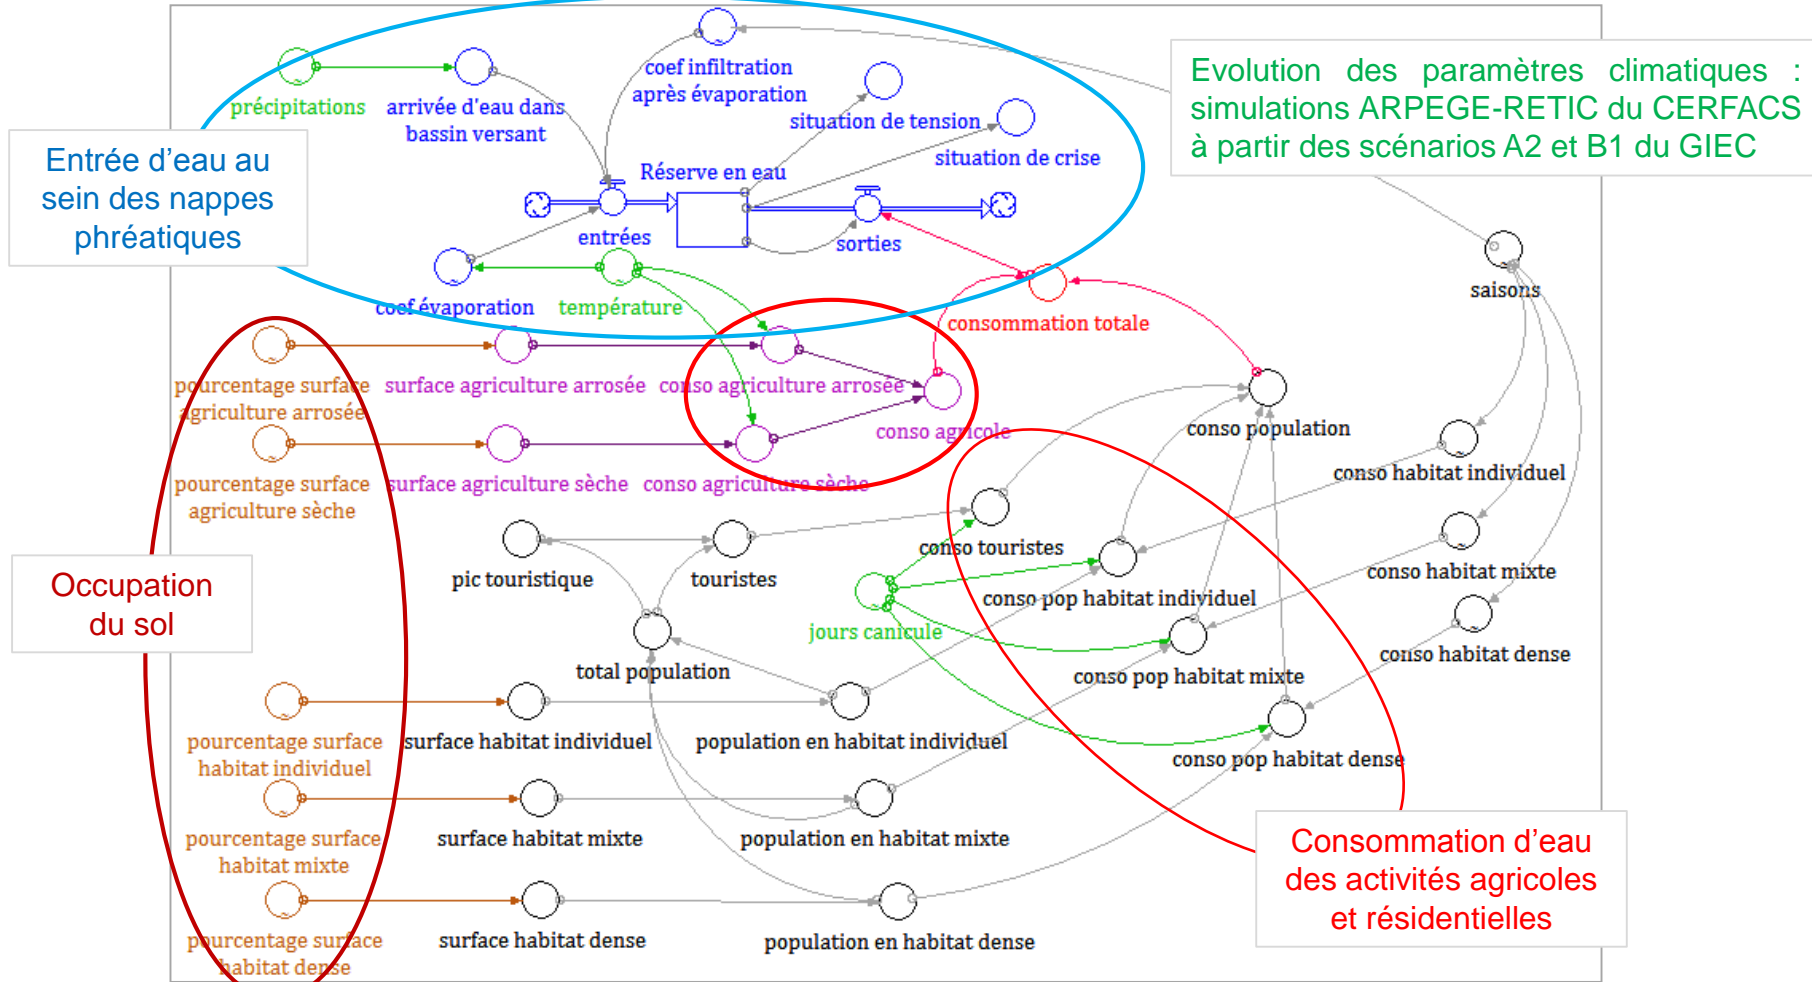 précipitations
arrivée d'eau dans
bassin versant
coef infiltration
après évaporation
situation de tension
situation de crise
Réserve en eau
entrées
sorties
coef évaporation
température
consommation totale
saisons
Evolution des paramètres climatiques :
simulations ARPEGE-RETIC du CERFACS
à partir des scénarios A2 et B1 du GIEC
Entrée d’eau au
sein des nappes
phréatiques
pourcentage surface
agriculture arrosée
surface agriculture arrosée
conso agriculture arrosée
conso agricole
pourcentage surface
agriculture sèche
surface agriculture sèche
conso agriculture sèche
conso population
conso habitat individuel
conso habitat mixte
conso habitat dense
pic touristique
touristes
conso touristes
conso pop habitat individuel
jours canicule
conso pop habitat mixte
conso pop habitat dense
total population
Occupation
du sol
pourcentage surface
habitat individuel
surface habitat individuel
population en habitat individuel
pourcentage surface
habitat mixte
surface habitat mixte
population en habitat mixte
pourcentage surface
habitat dense
surface habitat dense
population en habitat dense
Consommation d’eau
des activités agricoles
et résidentielles